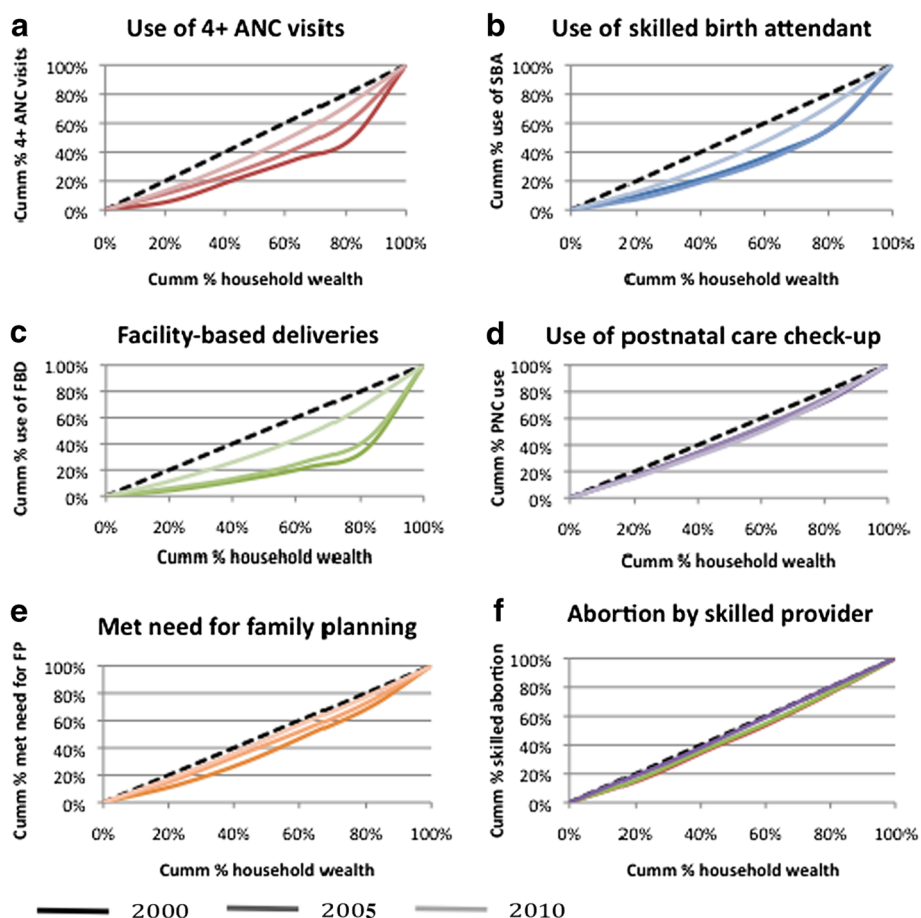 a
Use of 4+ ANC visits
Cumm % 4+ ANC visits
100%
80%
60%
40%
20%
0%
0% 20% 40% 60% 80% 100%
Cumm % household wealth
b
Use of skilled birth attendant
Cumm % use of SBA
100%
80%
60%
40%
20%
0%
0% 20% 40% 60% 80% 100%
Cumm % household wealth
c
Facility-based deliveries
Cumm % use of FBD
100%
80%
60%
40%
20%
0%
0% 20% 40% 60% 80% 100%
Cumm % household wealth
d
Use of postnatal care check-up
Cumm % PNC use
100%
80%
60%
40%
20%
0%
0% 20% 40% 60% 80% 100%
Cumm % household wealth
e
Met need for family planning
Cumm % met need for FP
100%
80%
60%
40%
20%
0%
0% 20% 40% 60% 80% 100%
Cumm % household wealth
f
Abortion by skilled provider
Cumm % skilled abortion
100%
80%
60%
40%
20%
0%
0% 20% 40% 60% 80% 100%
Cumm % household wealth
2000 2005 2010